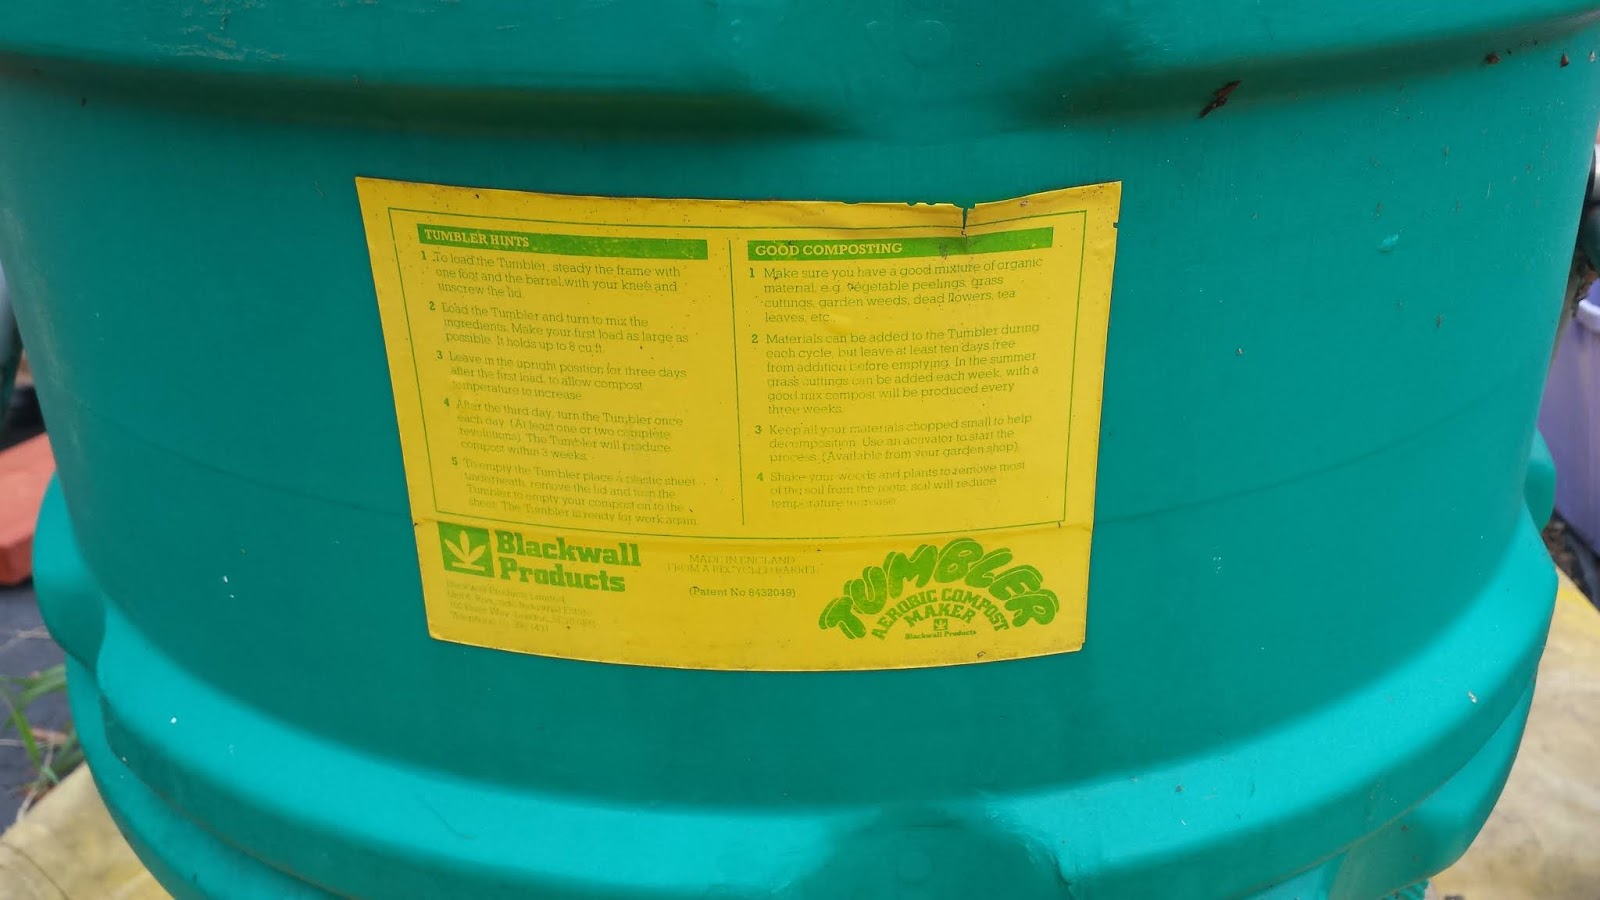 TUMBLER HINTS
1 To load the Tumbler, steady the frame with
one foot and the barrel with your knee and
unscrew the lid.
2 Load the Tumbler and turn to mix the
ingredients. Make your first load as large as
possible. It holds up to 8 cu ft.
3 Leave in the upright position for three days
after the first load, to allow compost
temperature to increase.
4 After the third day, turn the Tumbler once
each day. (At least one or two complete
revolutions). The Tumbler will produce
compost within 3 weeks.
5 To empty the Tumbler place a plastic sheet
underneath, remove the lid and turn the
Tumbler to empty your compost on to the
sheet. The Tumbler is ready for work again.
GOOD COMPOSTING
1 Make sure you have a good mixture of organic
material, e.g. vegetable peelings, grass
cuttings, garden weeds, dead flowers, tea
leaves, etc.
2 Materials can be added to the Tumbler during
each cycle, but leave at least ten days free
from addition before emptying. In the summer
grass cuttings can be added each week, with a
good mix compost will be produced every
three weeks.
3 Keep all your materials chopped small to help
decomposition. Use an activator to start the
process. (Available from your garden shop).
4 Shake your weeds and plants to remove most
of the soil from the roots, soil will reduce
temperature increase.
Blackwall
Products
Blackwall Products Limited,
Unit 4, Industrial Estate
London,
Telephone
MADE IN ENGLAND
FROM A RECYCLED BARREL
(Patent No 8432049)
TUMBLER
AEROBIC COMPOST
MAKER
Blackwall Products